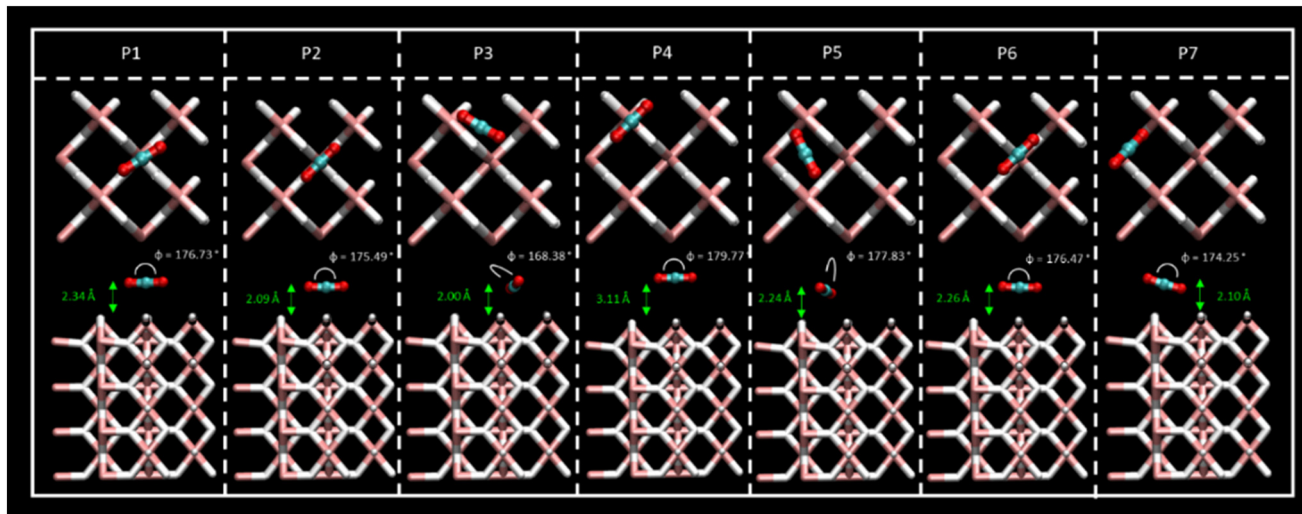 P1 P2 P3 P4 P5 P6 P7
ϕ = 176.73° ϕ = 175.49° ϕ = 168.38° ϕ = 179.77° ϕ = 177.83° ϕ = 176.47° ϕ = 174.25°
2.34 Å 2.09 Å 2.00 Å 3.11 Å 2.24 Å 2.26 Å 2.10 Å